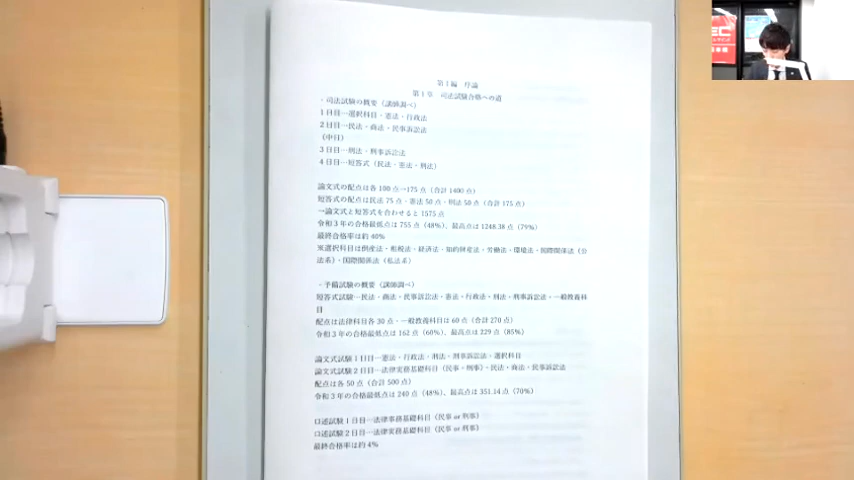 第1編 序論
第1章 司法試験合格への道
・司法試験の概要（講師調べ）
1日目…選択科目・憲法・行政法
2日目…民法・商法・民事訴訟法
（中日）
3日目…刑法・刑事訴訟法
4日目…短答式（民法・憲法・刑法）
論文式の配点は各100点→175点（合計1400点）
短答式の配点は民法75点・憲法50点・刑法50点（合計175点）
→論文式と短答式を合わせると1575点
令和3年の合格最低点は755点（48%）、最高点は1248.38点（79%）
最終合格率は約40%
※選択科目は倒産法・租税法・経済法・知的財産法・労働法・環境法・国際関係法（公
法系）・国際関係法（私法系）
・予備試験の概要（講師調べ）
短答式試験…民法・商法・民事訴訟法・憲法・行政法・刑法・刑事訴訟法・一般教養科
目
配点は法律科目各30点・一般教養科目は60点（合計270点）
令和3年の合格最低点は162点（60%）、最高点は229点（85%）
論文式試験1日目…憲法・行政法・刑法・刑事訴訟法・選択科目
論文式試験2日目…法律実務基礎科目（民事・刑事）・民法・商法・民事訴訟法
配点は各50点（合計500点）
令和3年の合格最低点は240点（48%）、最高点は351.14点（70%）
口述試験1日目…法律事務基礎科目（民事or刑事）
口述試験2日目…法律実務基礎科目（民事or刑事）
最終合格率は約4%